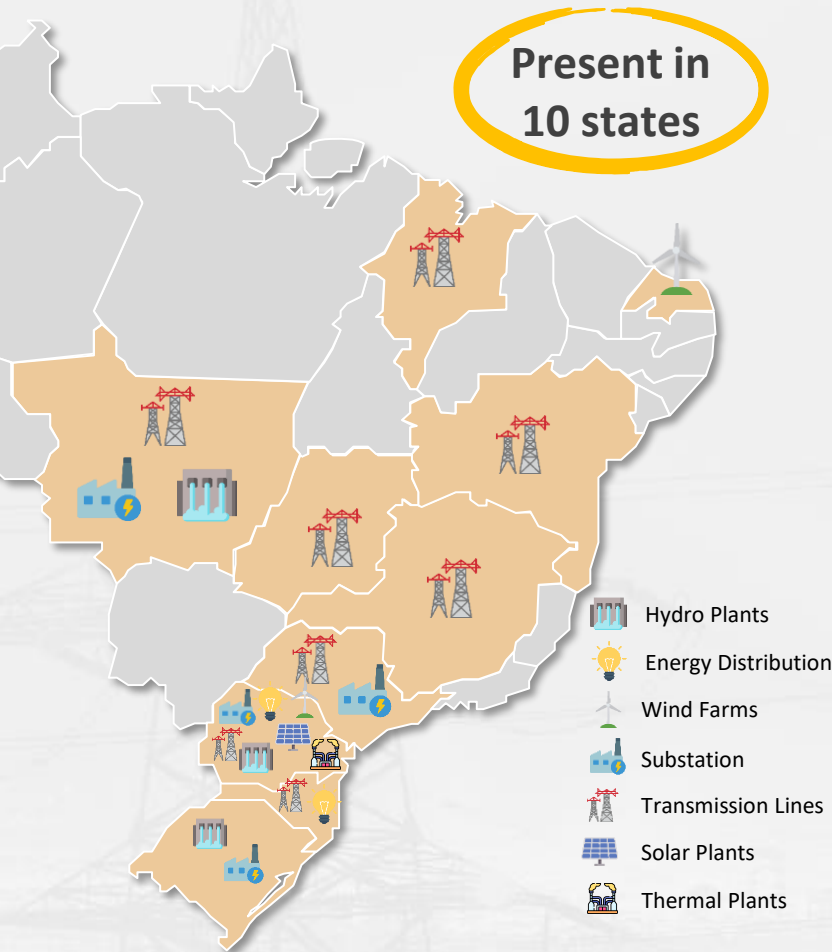 Present in
10 states
Hydro Plants
Energy Distribution
Wind Farms
Substation
Transmission Lines
Solar Plants
Thermal Plants